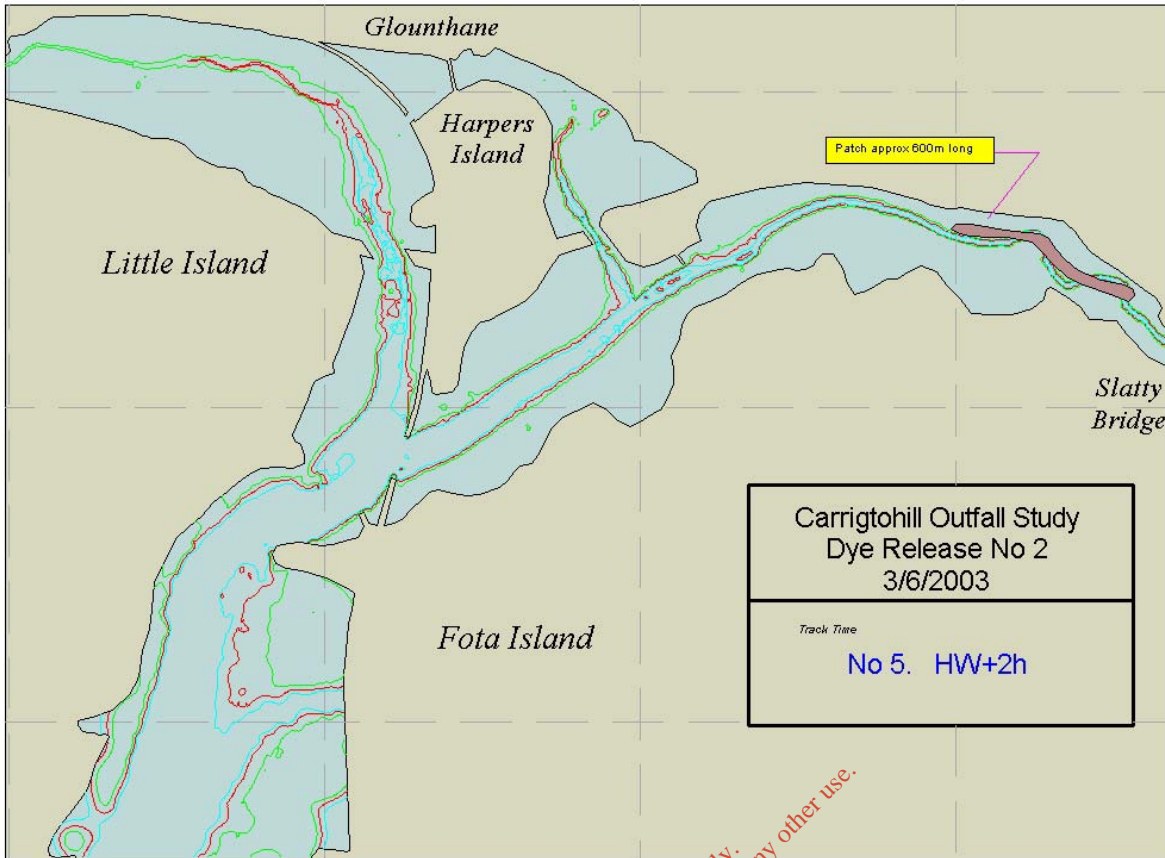 Glounthane
Harpers
Island
Patch approx 600m long
Little Island
Slatty
Bridge
Carrigtohill Outfall Study
Dye Release No 2
3/6/2003
Track Time
No 5. HW+2h
Fota Island
any other use.